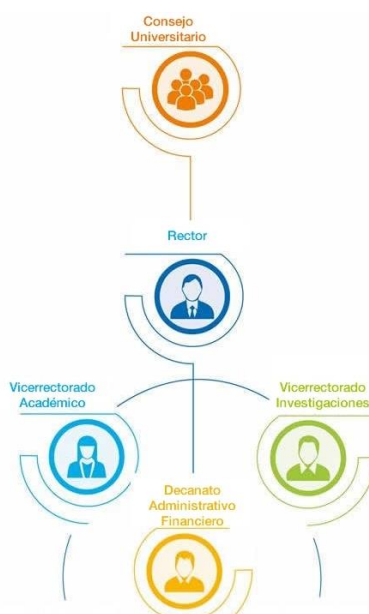 Consejo
Universitario
Rector
Vicerrectorado
Académico
Vicerrectorado
Investigaciones
Decanato
Administrativo
Financiero